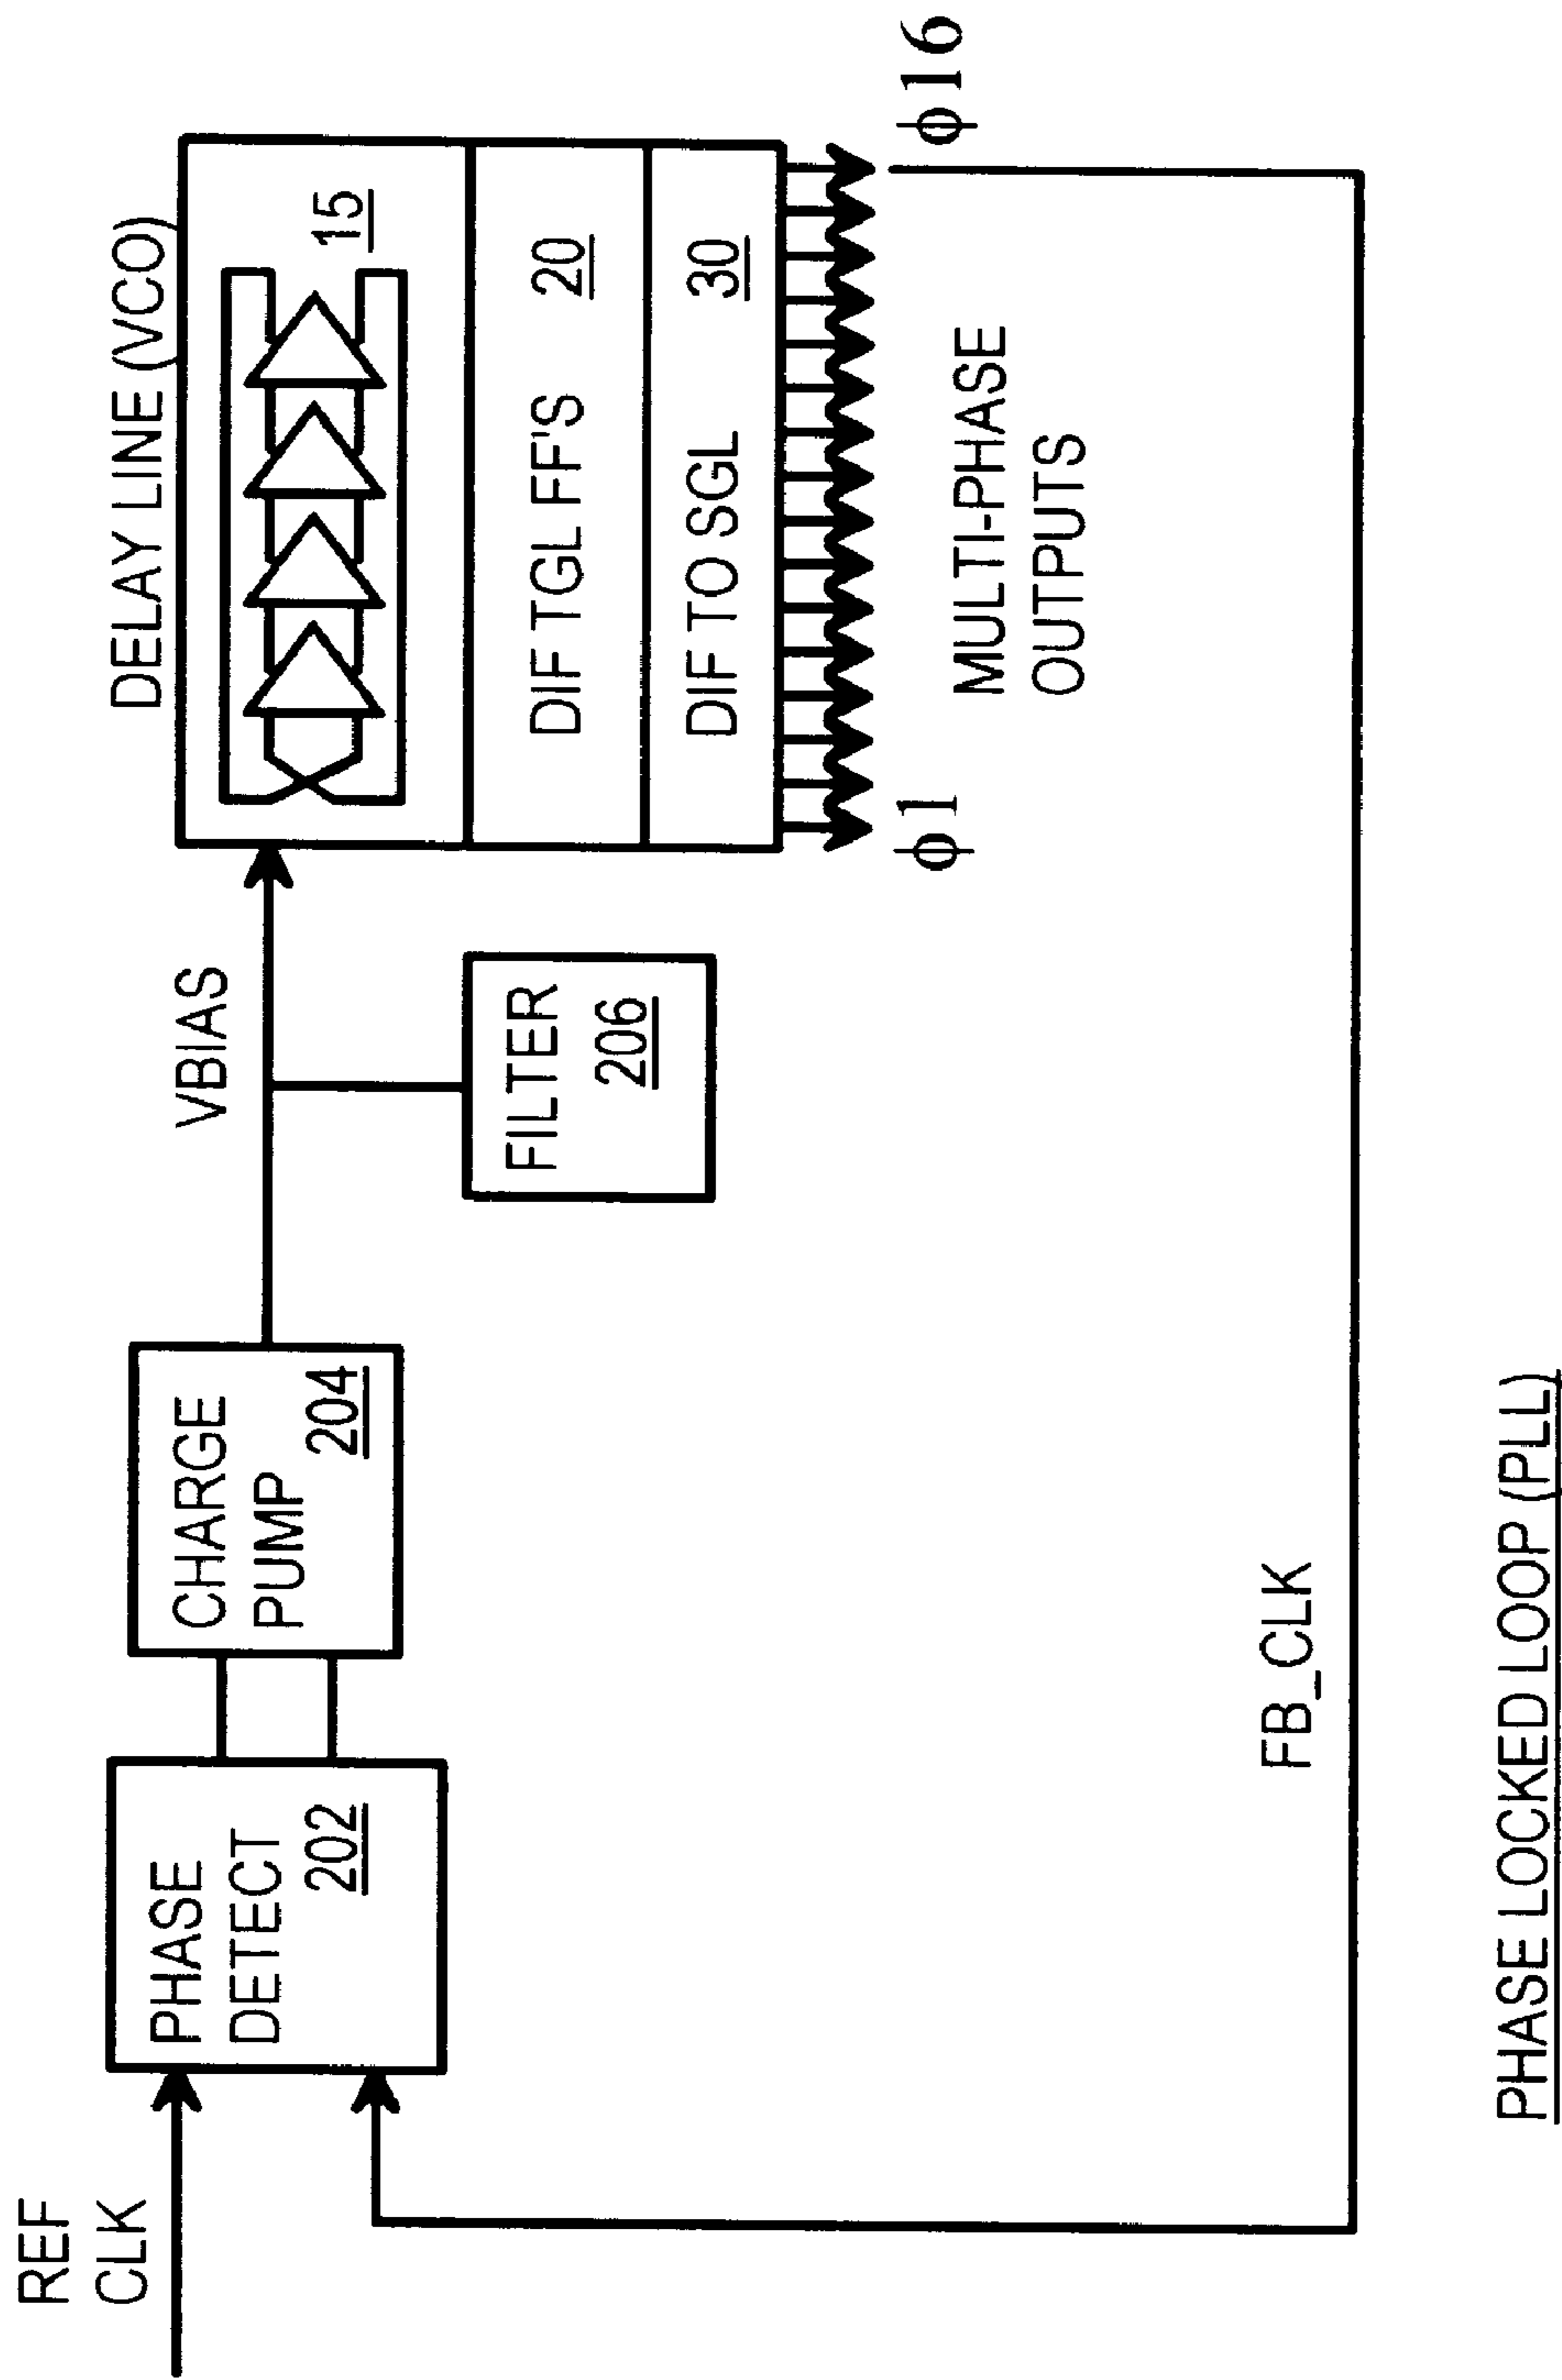 REF
CLK
PHASE
DETECT
202
CHARGE
PUMP
204
VBIAS
FILTER
206
DELAY LINE (VCO)
15
DIF TGL FF'S
20
DIF TO SGL
30
ϕ1
ϕ16
MULTI-PHASE
OUTPUTS
FB_CLK
PHASE LOCKED LOOP (PLL)